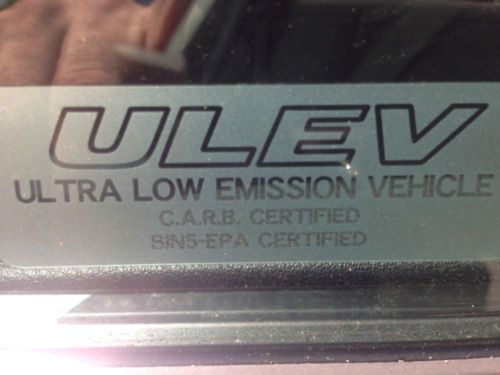 ULEV
ULTRA LOW EMISSION VEHICLE
C.A.R.B. CERTIFIED
BIN5-EPA CERTIFIED